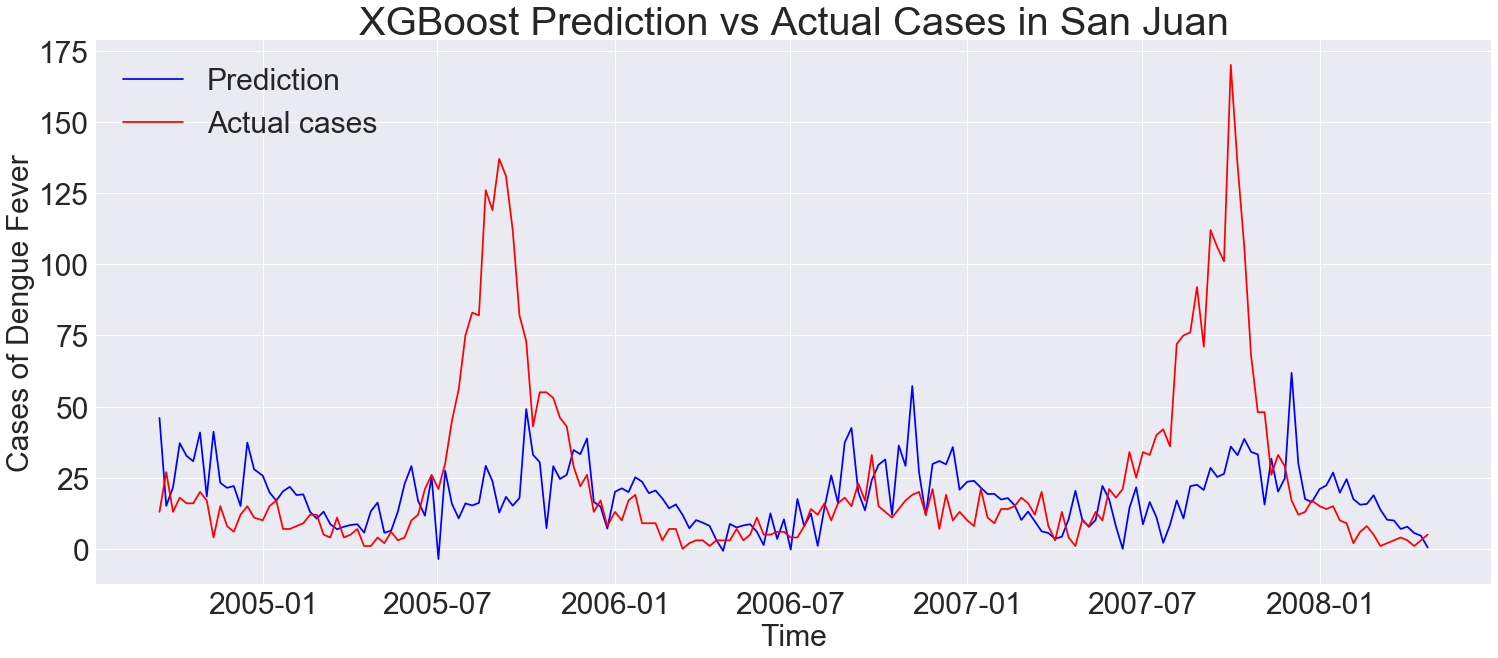 XGBoost Prediction vs Actual Cases in San Juan
175
150
125
100
75
50
25
0
Cases of Dengue Fever
Prediction
Actual cases
2005-01 2005-07 2006-01 2006-07 2007-01 2007-07 2008-01
Time